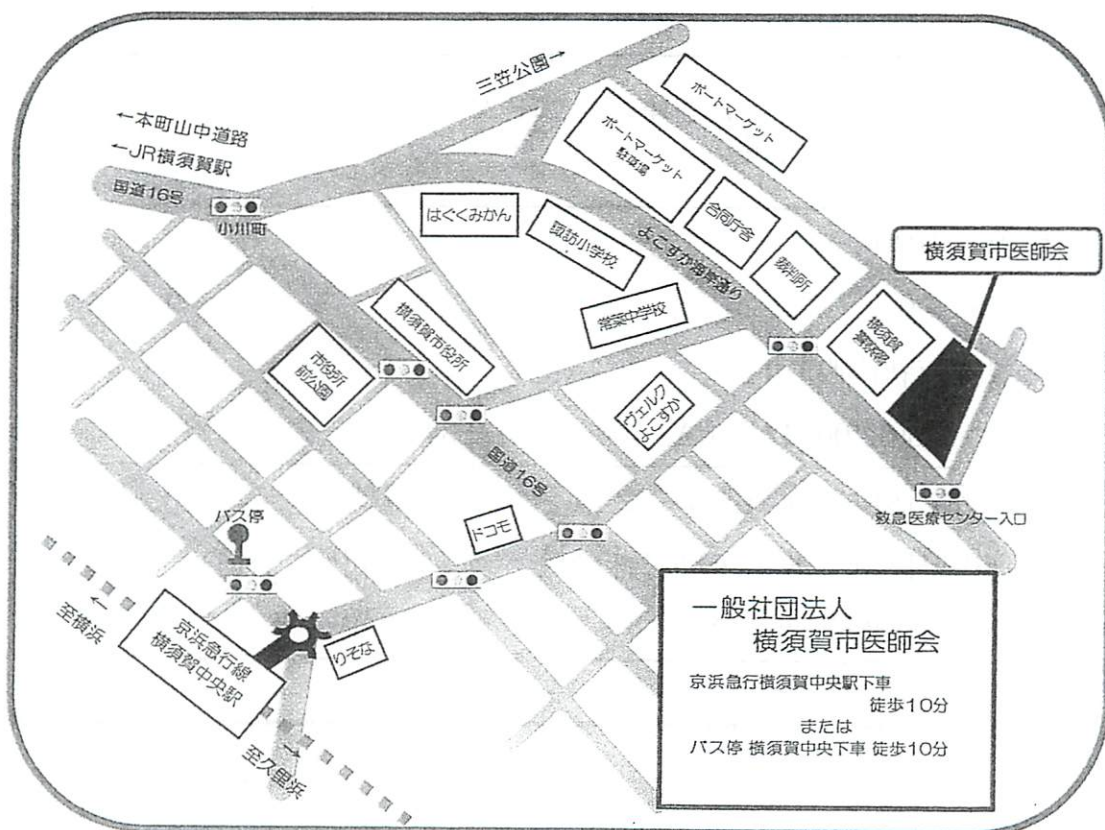 三笠公園→
←本町山中道路
←JR横須賀駅
国道16号
小川町
ポートマーケット
ポートマーケット
駐車場
合同庁舎
裁判所
はぐくみかん
諏訪小学校
よこすか海岸通り
横須賀市医師会
常葉中学校
横須賀
警察署
横須賀市役所
市役所
前公園
ヴェルク
よこすか
国道16号
救急医療センター入口
バス停
ドコモ
←
至横浜
京浜急行線
横須賀中央駅
りそな
→
至久里浜
一般社団法人
横須賀市医師会
京浜急行横須賀中央駅下車
徒歩10分
または
バス停 横須賀中央下車 徒歩10分